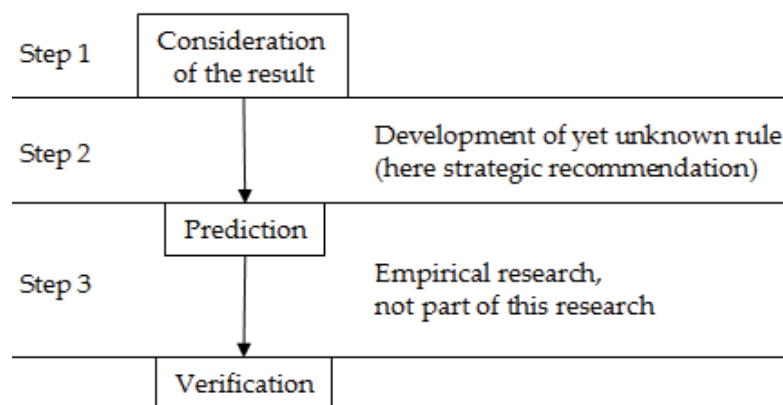 Step 1
Consideration
of the result
Step 2
Development of yet unknown rule
(here strategic recommendation)
Prediction
Step 3
Empirical research,
not part of this research
Verification